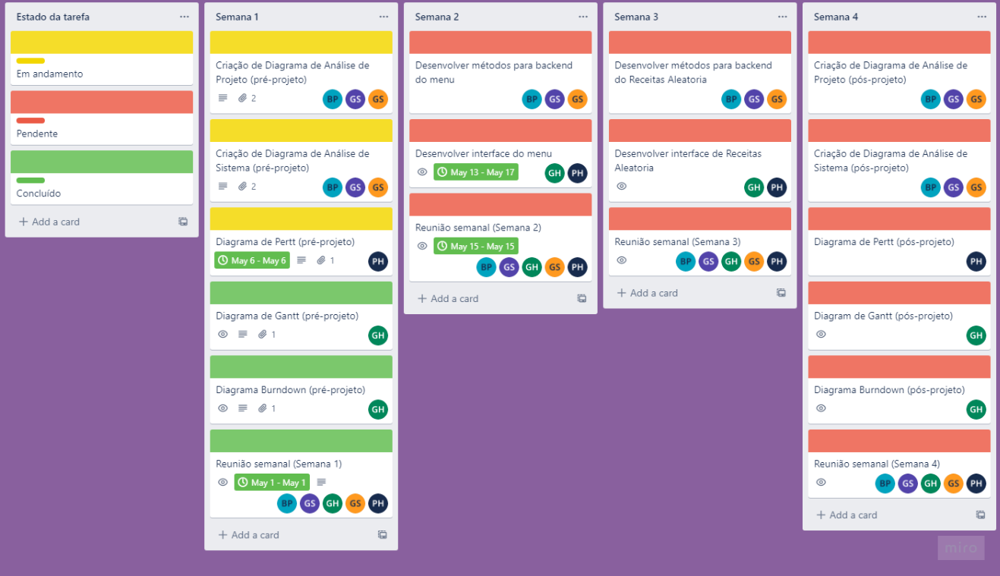 Estado da tarefa
Em andamento
Pendente
Concluído
Add a card
Semana 1
Criação de Diagrama de Análise de
Projeto (pré-projeto)
2
BP GS GS
Criação de Diagrama de Análise de
Sistema (pré-projeto)
2
BP GS GS
Diagrama de Pertt (pré-projeto)
May 6 - May 6
1
PH
Diagrama de Gantt (pré-projeto)
1
GH
Diagrama Burndown (pré-projeto)
1
GH
Reunião semanal (Semana 1)
May 1 - May 1
BP GS GH GS PH
Add a card
Semana 2
Desenvolver métodos para backend
do menu
BP GS GS
Desenvolver interface do menu
May 13 - May 17
GH PH
Reunião semanal (Semana 2)
May 15 - May 15
BP GS GH GS PH
Add a card
Semana 3
Desenvolver métodos para backend
do Receitas Aleatoria
BP GS GS
Desenvolver interface de Receitas
Aleatoria
GH PH
Reunião semanal (Semana 3)
BP GS GH GS PH
Add a card
Semana 4
Criação de Diagrama de Análise de
Projeto (pós-projeto)
BP GS GS
Criação de Diagrama de Análise de
Sistema (pós-projeto)
BP GS GS
Diagrama de Pertt (pós-projeto)
PH
Diagram de Gantt (pós-projeto)
GH
Diagrama Burndown (pós-projeto)
GH
Reunião semanal (Semana 4)
BP GS GH GS PH
Add a card
miro